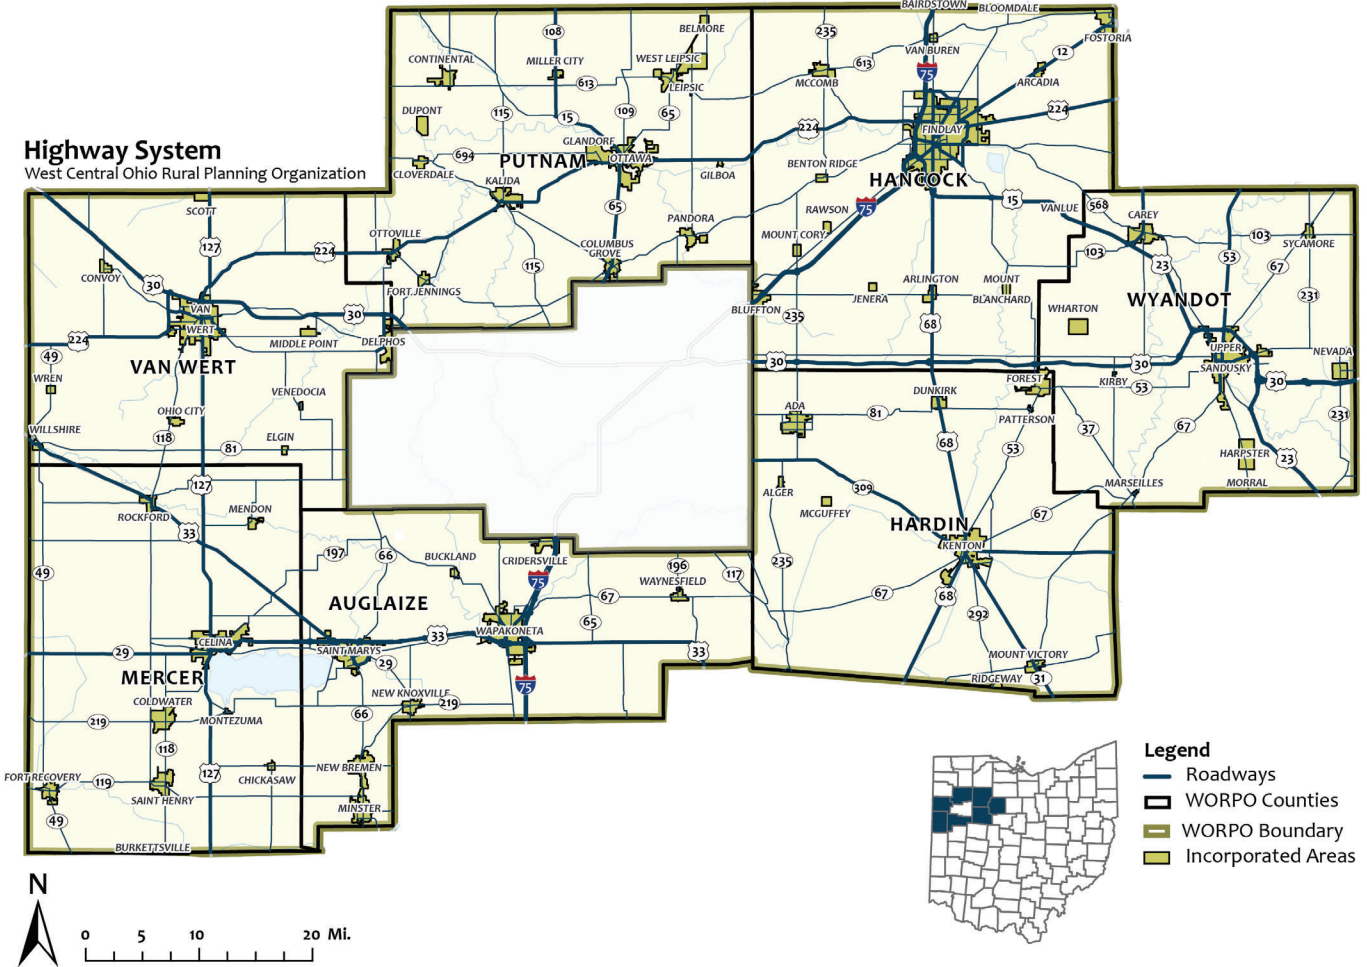 Highway System
West Central Ohio Rural Planning Organization
BAIRDSTOWN
BLOOMDALE
BELMORE
108
235
FOSTORIA
CONTINENTAL
MILLER CITY
WEST LEIPSIC
VAN BUREN
12
613
613
LEIPSIC
MCCOMB
75
ARCADIA
DUPONT
115
15
109
65
224
224
FINDLAY
GLANDORF
694
PUTNAM
OTTAWA
CLOVERDALE
KALIDA
GILBOA
BENTON RIDGE
HANCOCK
SCOTT
65
PANDORA
RAWSON
75
15
VANLUE
568
CAREY
OTTOVILLE
127
224
COLUMBUS
GROVE
MOUNT CORY
103
103
SYCAMORE
53
CONVOY
115
23
67
30
FORT JENNINGS
JENERA
ARLINGTON
MOUNT
BLANCHARD
231
WYANDOT
VAN
WERT
30
BLUFFTON
235
WHARTON
68
224
MIDDLE POINT
DELPHOS
UPPER
SANDUSKY
NEVADA
49
VAN WERT
30
30
30
WREN
KIRBY
FOREST
53
VENEDOCIA
DUNKIRK
OHIO CITY
ADA
81
PATTERSON
231
WILLSHIRE
118
ELGIN
81
68
53
37
67
HARPSTER
23
127
ALGER
309
MARSEILLES
MORRAL
ROCKFORD
MENDON
MCGUFFEY
67
33
HARDIN
KENTON
197
66
BUCKLAND
CRIDERSVILLE
49
235
196
117
75
WAYNESFIELD
AUGLAIZE
67
67
68
292
65
CELINA
SAINT MARYS
33
WAPAKONETA
29
29
33
MOUNT VICTORY
MERCER
75
RIDGEWAY
31
COLDWATER
NEW KNOXVILLE
219
219
MONTEZUMA
66
118
FORT RECOVERY
119
127
CHICKASAW
NEW BREMEN
SAINT HENRY
MINSTER
49
BURKETTSVILLE
N
0 5 10 20 Mi.
Legend
Roadways
WORPO Counties
WORPO Boundary
Incorporated Areas